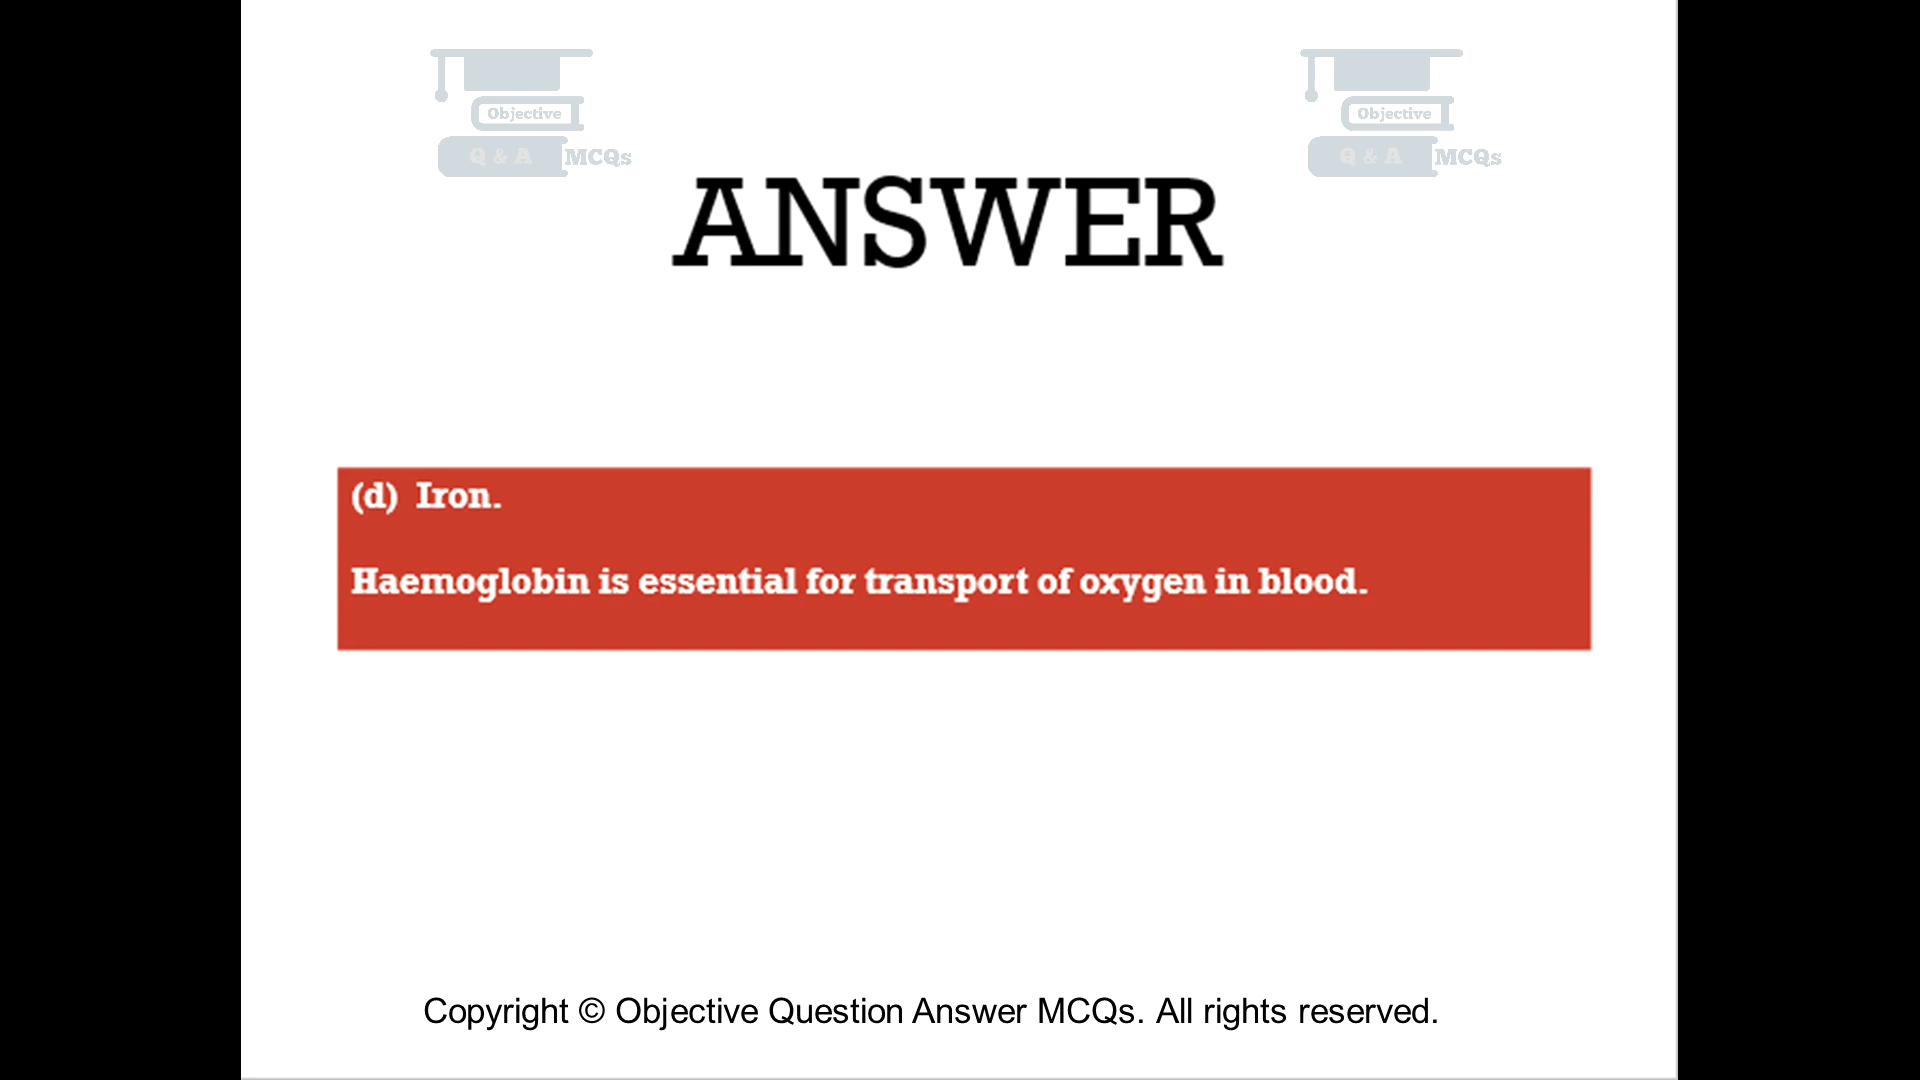 Objective
Q & A MCQs
Objective
Q & A MCQs
ANSWER
(d) Iron.
Haemoglobin is essential for transport of oxygen in blood.
Copyright © Objective Question Answer MCQs. All rights reserved.